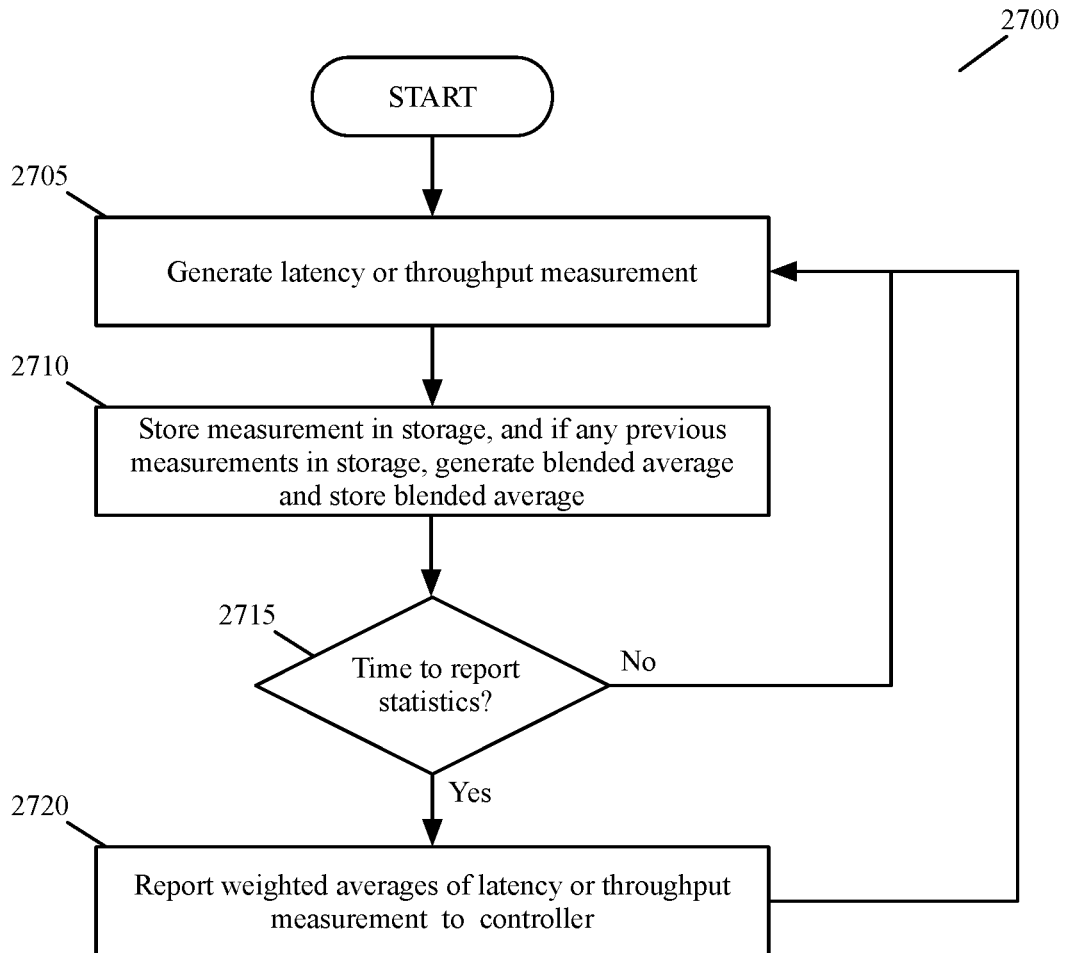 2700
START
2705
Generate latency or throughput measurement
2710
Store measurement in storage, and if any previous
measurements in storage, generate blended average
and store blended average.
2715
Time to report
statistics?
No
Yes
2720
Report weighted averages of latency or throughput
measurement to controller